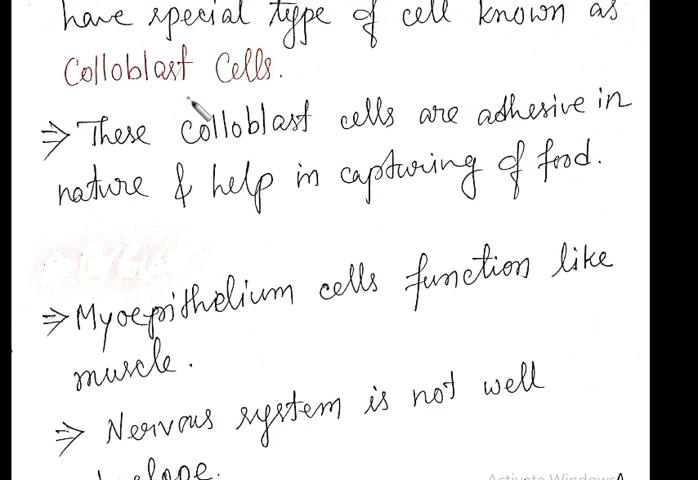 have special type of cell known as
Colloblast Cells.
⇒ These colloblast cells are adhesive in
nature & help in capturing of food.
⇒ Myoepithelium cells function like
muscle.
⇒ Nervous system is not well